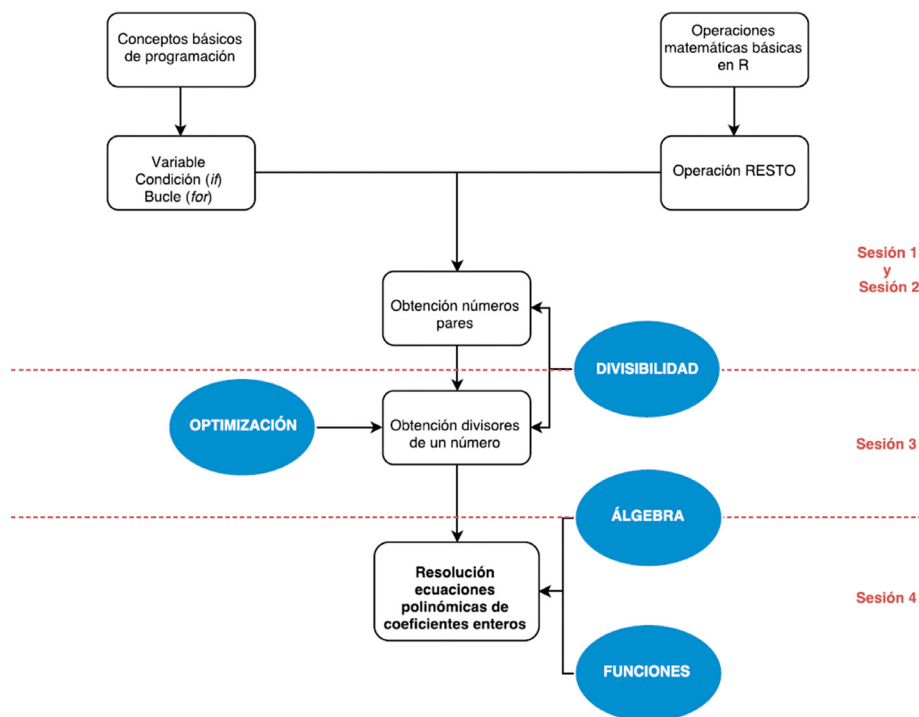 Conceptos básicos
de programación
Operaciones
matemáticas básicas
en R
Variable
Condición (if)
Bucle (for)
Operación RESTO
Sesión 1
y
Sesión 2
Obtención números
pares
DIVISIBILIDAD
OPTIMIZACIÓN
Obtención divisores
de un número
Sesión 3
ÁLGEBRA
Resolución
ecuaciones
polinómicas de
coeficientes enteros
Sesión 4
FUNCIONES